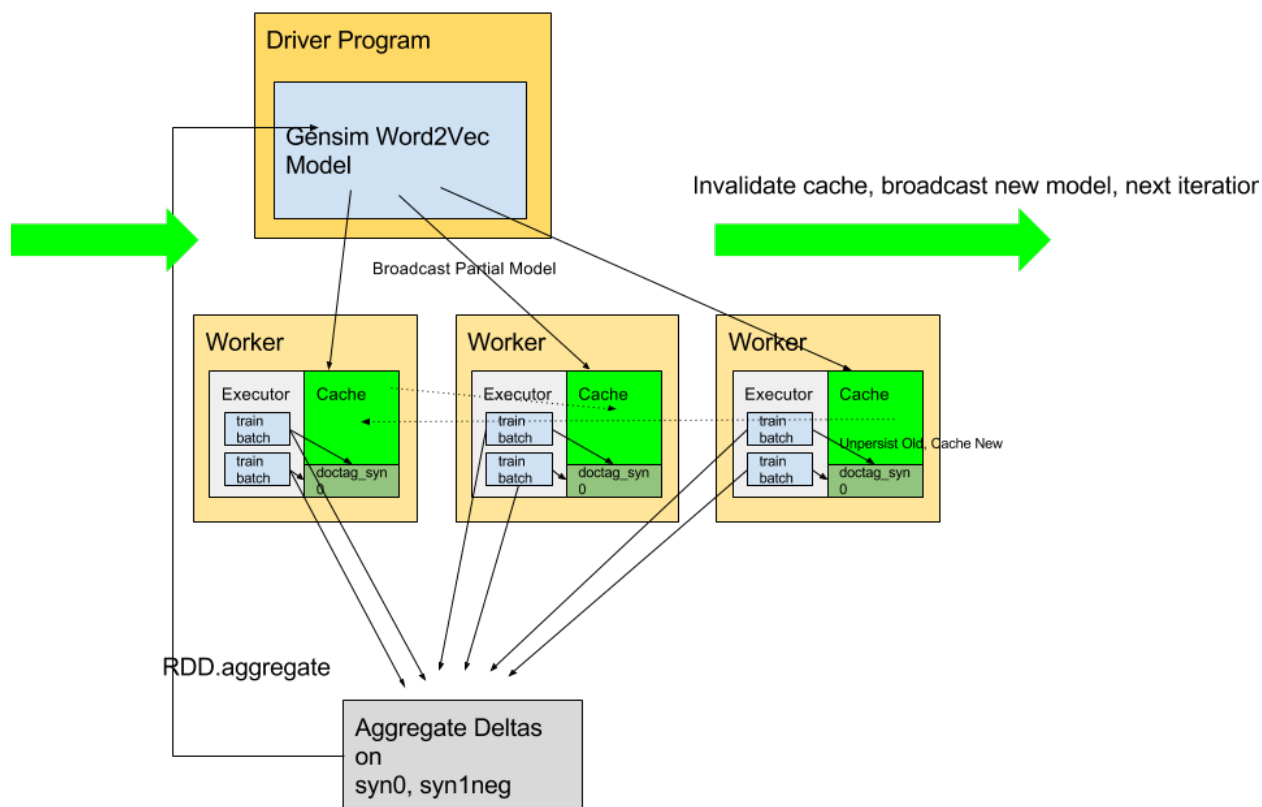 Driver Program
Gensim Word2Vec
Model
Invalidate cache, broadcast new model, next iteration
Broadcast Partial Model
Worker
Executor
Cache
train
batch
train
batch
doctag_syn
0
Worker
Executor
Cache
train
batch
train
batch
doctag_syn
0
Worker
Executor
Cache
train
batch
Unpersist Old, Cache New
train
batch
doctag_syn
0
RDD.aggregate
Aggregate Deltas
on
syn0, syn1neg